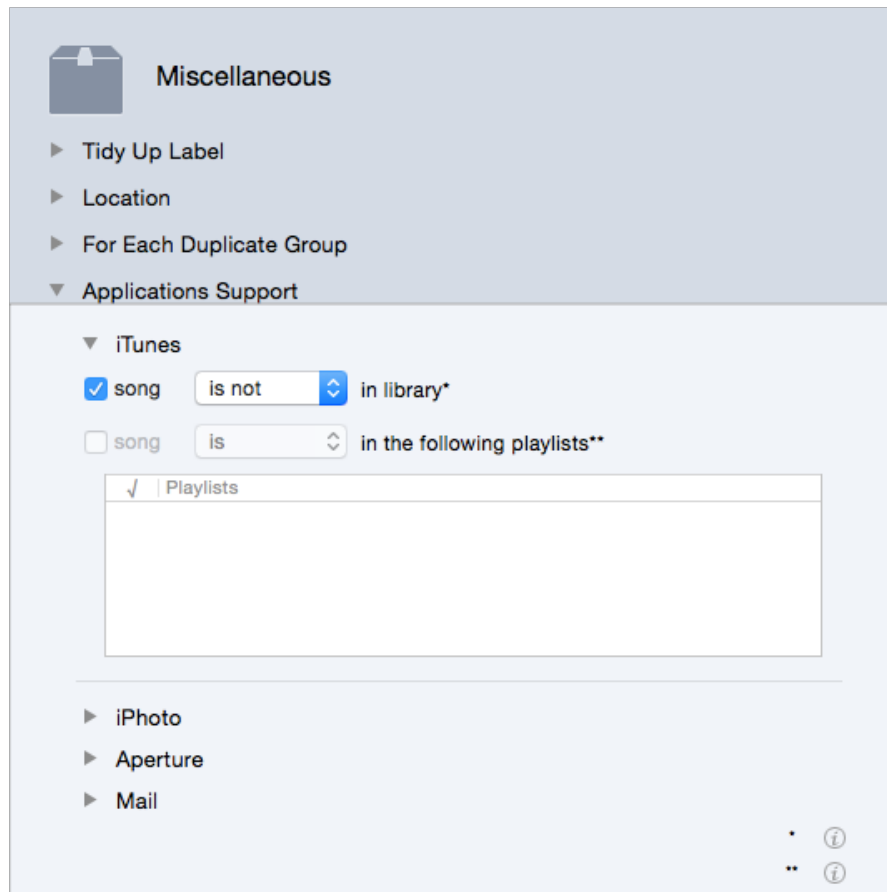 Miscellaneous
Tidy Up Label
Location
For Each Duplicate Group
Applications Support
iTunes
song is not in library*
song is in the following playlists**
√ Playlists
iPhoto
Aperture
Mail
* i
** i